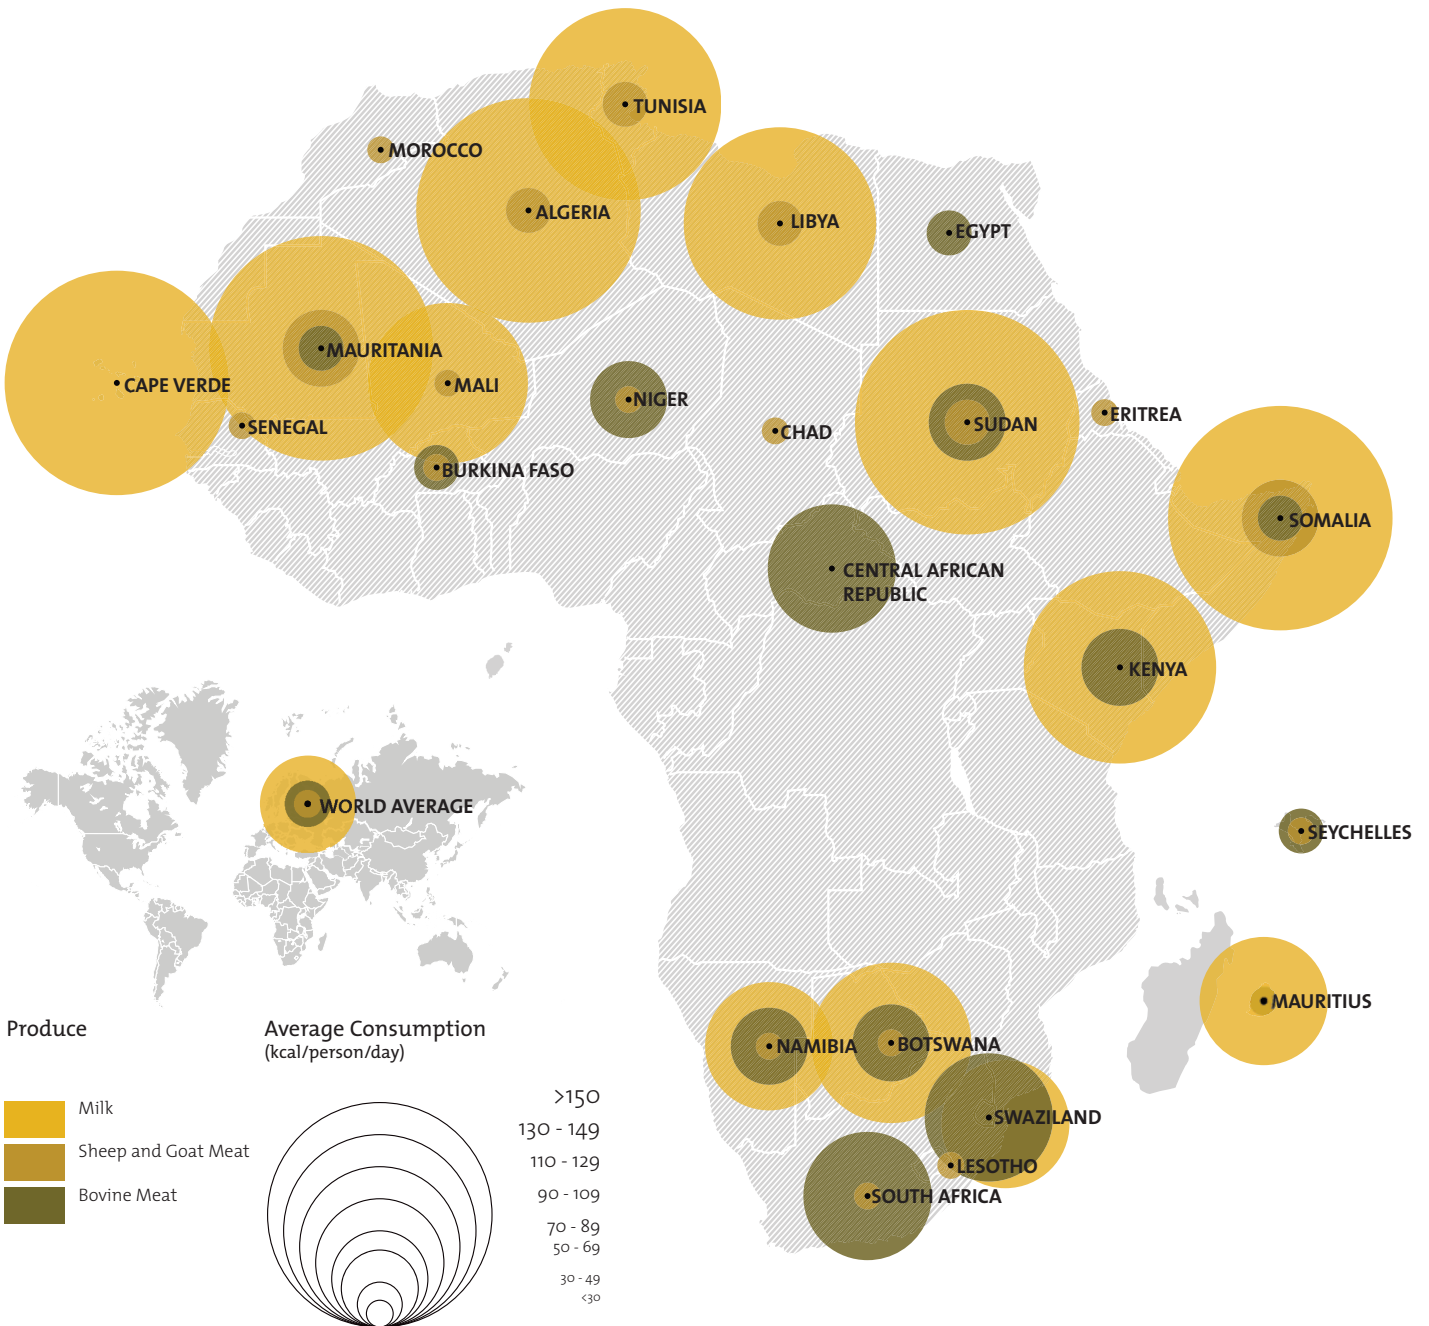 TUNISIA
MOROCCO
ALGERIA
LIBYA
EGYPT
MAURITANIA
CAPE VERDE
MALI
NIGER
SENEGAL
CHAD
SUDAN
ERITREA
BURKINA FASO
SOMALIA
CENTRAL AFRICAN
REPUBLIC
KENYA
WORLD AVERAGE
SEYCHELLES
MAURITIUS
NAMIBIA
BOTSWANA
SWAZILAND
LESOTHO
SOUTH AFRICA
Produce
Milk
Sheep and Goat Meat
Bovine Meat
Average Consumption
(kcal/person/day)
>150
130 - 149
110 - 129
90 - 109
70 - 89
50 - 69
30 - 49
<30